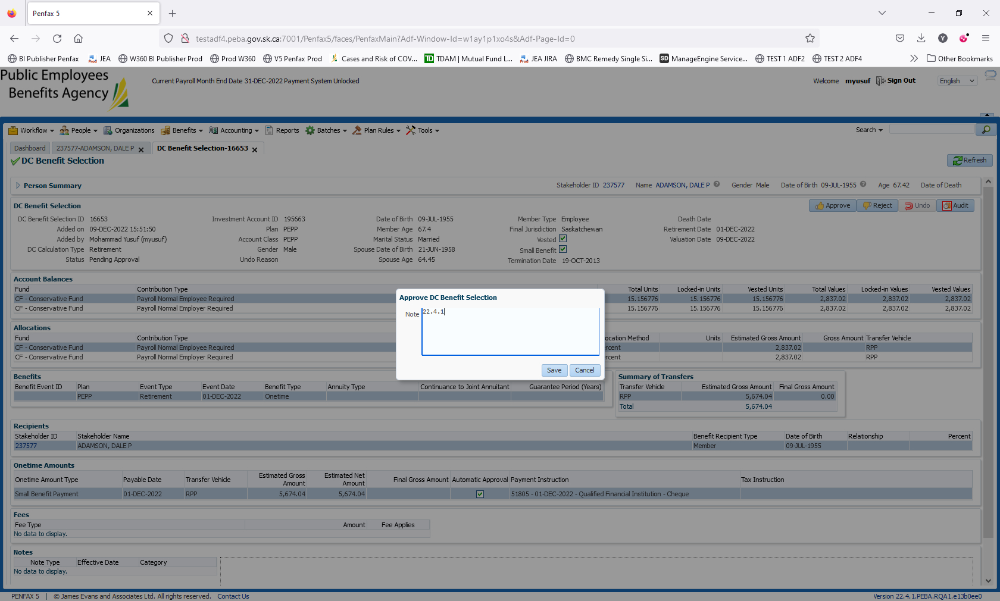 Penfax 5
testadf4.peba.gov.sk.ca:7001/Penfax5/faces/PenfaxMain?Adf-Window-Id=w1ay1p1xo4s&Adf-Page-Id=0
Y
BI Publisher Penfax JEA W360 BI Publisher Prod Prod W360 V5 Penfax Prod Cases and Risk of COV... TDAM | Mutual Fund L... JEA JIRA BMC Remedy Single Si... ManageEngine Service... TEST 1 ADF2 TEST 2 ADF4 Other Bookmarks
Public Employees
Benefits Agency
Current Payroll Month End Date 31-DEC-2022 Payment System Unlocked
Welcome myusuf Sign Out English
Workflow People Organizations Benefits Accounting Reports Batches Plan Rules Tools Search
Dashboard 237577-ADAMSON, DALE P DC Benefit Selection-16653
DC Benefit Selection Refresh
Person Summary Stakeholder ID 237577 Name ADAMSON, DALE P Gender Male Date of Birth 09-JUL-1955 Age 67.42 Date of Death
DC Benefit Selection Approve Reject Undo Audit
DC Benefit Selection ID 16653 Investment Account ID 195663 Date of Birth 09-JUL-1955 Member Type Employee Death Date
Added on 09-DEC-2022 15:51:50 Plan PEPP Member Age 67.4 Final Jurisdiction Saskatchewan Retirement Date 01-DEC-2022
Added by Mohammad Yusuf (myusuf) Account Class PEPP Marital Status Married Vested Valuation Date 09-DEC-2022
DC Calculation Type Retirement Gender Male Spouse Date of Birth 21-JUN-1958 Small Benefit
Status Pending Approval Undo Reason Spouse Age 64.45 Termination Date 19-OCT-2013
Account Balances
Fund Contribution Type Total Units Locked-in Units Vested Units Total Values Locked-in Values Vested Values
CF - Conservative Fund Payroll Normal Employee Required 15.156776 15.156776 15.156776 2,837.02 2,837.02 2,837.02
CF - Conservative Fund Payroll Normal Employer Required 15.156776 15.156776 15.156776 2,837.02 2,837.02 2,837.02
Approve DC Benefit Selection
Note 22.4.1
Save Cancel
Allocations
Fund Contribution Type ocation Method Units Estimated Gross Amount Gross Amount Transfer Vehicle
CF - Conservative Fund Payroll Normal Employee Required ercent 2,837.02 RPP
CF - Conservative Fund Payroll Normal Employer Required ercent 2,837.02 RPP
Benefits
Benefit Event ID Plan Event Type Event Date Benefit Type Annuity Type Continuance to Joint Annuitant Guarantee Period (Years)
PEPP Retirement 01-DEC-2022 Onetime
Summary of Transfers
Transfer Vehicle Estimated Gross Amount Final Gross Amount
RPP 5,674.04 0.00
Total 5,674.04
Recipients
Stakeholder ID Stakeholder Name Benefit Recipient Type Date of Birth Relationship Percent
237577 ADAMSON, DALE P Member 09-JUL-1955
Onetime Amounts
Onetime Amount Type Payable Date Transfer Vehicle Estimated Gross Amount Estimated Net Amount Final Gross Amount Automatic Approval Payment Instruction Tax Instruction
Small Benefit Payment 01-DEC-2022 RPP 5,674.04 5,674.04 51805 - 01-DEC-2022 - Qualified Financial Institution - Cheque
Fees
Fee Type Amount Fee Applies
No data to display.
Notes
Note Type Effective Date Category
No data to display.
PENFAX 5 | © James Evans and Associates Ltd. All rights reserved. Contact Us Version 22.4.1.PEBA.RQA1.e13b0ee0